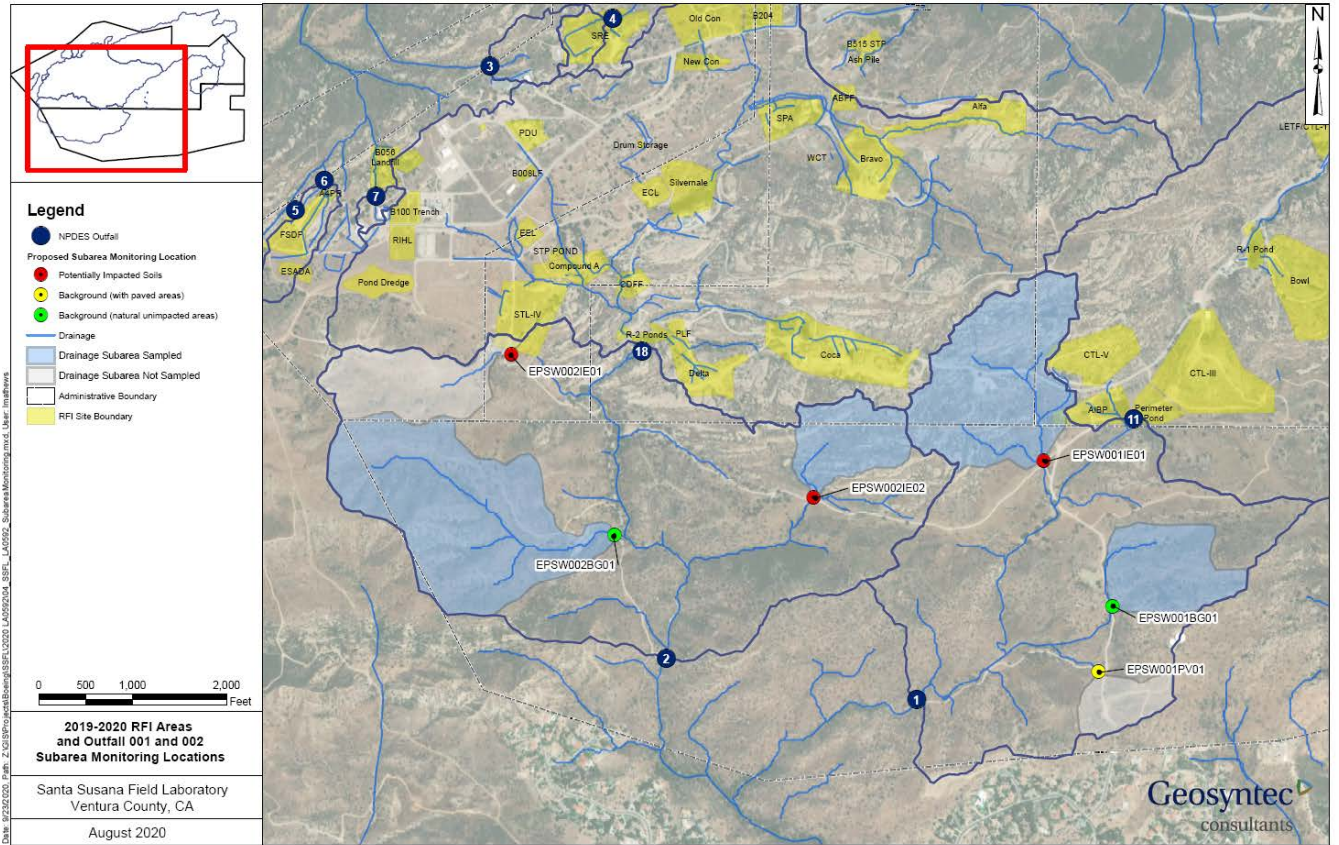 Legend
NPDES Outfall
Proposed Subarea Monitoring Location
Potentially Impacted Soils
Background (with paved areas)
Background (natural unimpacted areas)
Drainage
Drainage Subarea Sampled
Drainage Subarea Not Sampled
Administrative Boundary
RFI Site Boundary
0 500 1,000 2,000
Feet
2019-2020 RFI Areas
and Outfall 001 and 002
Subarea Monitoring Locations
Santa Susana Field Laboratory
Ventura County, CA
August 2020
N
4
SRE
Old Con
B204
3
New Con
B515 STP
Ash Pile
ABFF
Alfa
SPA
LETF/CTL-I
PDU
Drum Storage
B056
Landfill
WCT
Bravo
B008LF
6
5
7
FSDF
B100 Trench
ECL
Silvernale
RIHL
EEL
STP POND
Compound A
ESADA
Pond Dredge
CDFF
R-1 Pond
Bowl
STL-IV
R-2 Ponds
PLF
18
Coca
Delta
CTL-V
CTL-III
EPSW002IE01
Perimeter
Pond
11
EPSW001IE01
EPSW002IE02
EPSW002BG01
EPSW001BG01
2
EPSW001PV01
1
Geosyntec
consultants